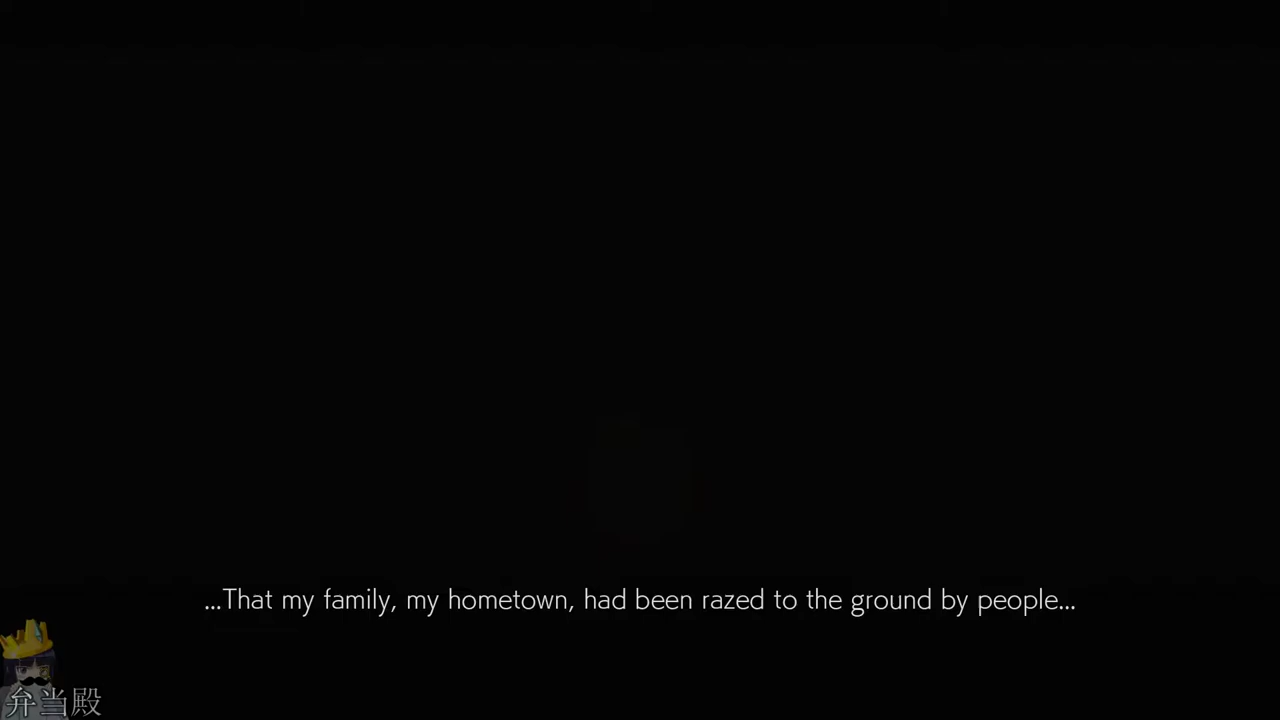 ...That my family, my hometown, had been razed to the ground by people...
弁当殿